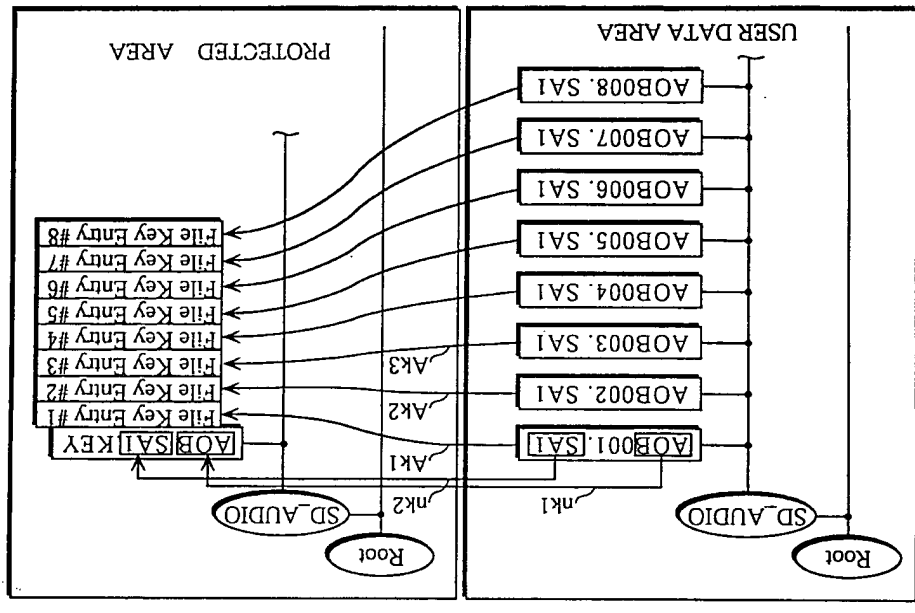 Root
SD_AUDIO
nk1
nk2
AOB001. SA1
Ak1
AOB002. SA1
Ak2
AOB003. SA1
Ak3
AOB004. SA1
AOB005. SA1
AOB006. SA1
AOB007. SA1
AOB008. SA1
USER DATA AREA
Root
SD_AUDIO
AOB SA1 KEY
File Key Entry #1
File Key Entry #2
File Key Entry #3
File Key Entry #4
File Key Entry #5
File Key Entry #6
File Key Entry #7
File Key Entry #8
PROTECTED AREA